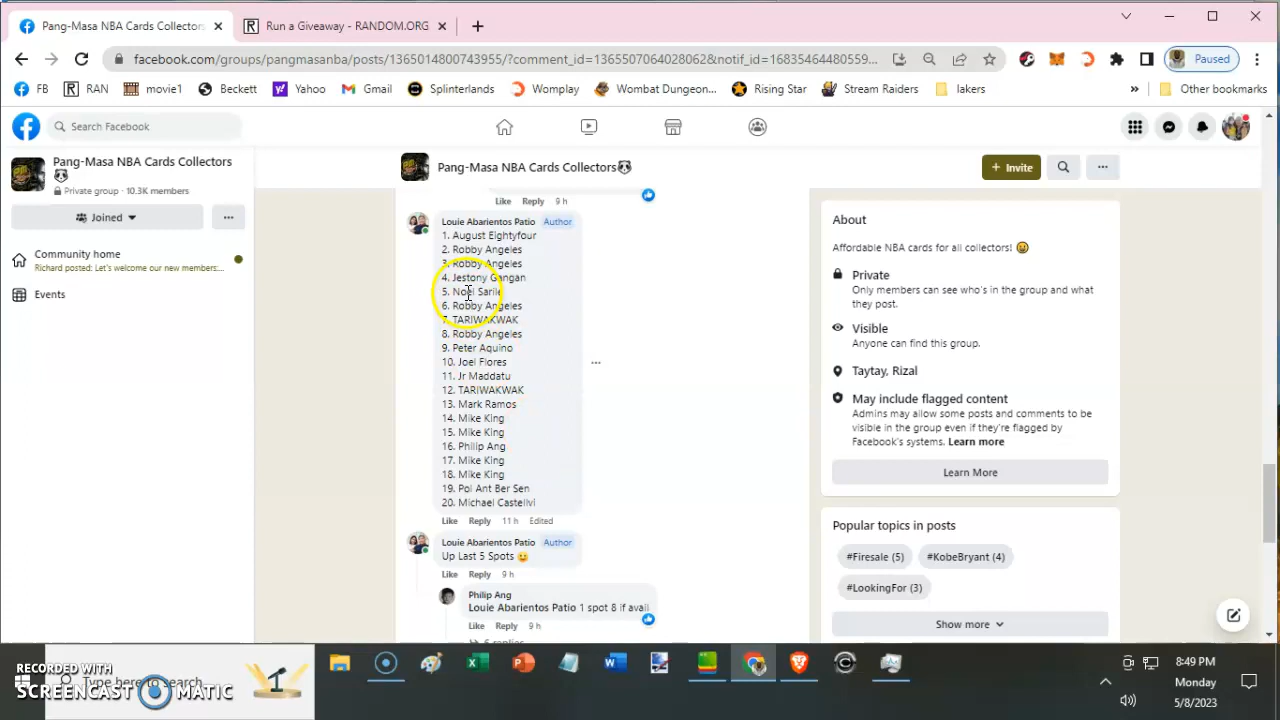 Pang-Masa NBA Cards Collectors
Run a Giveaway - RANDOM.ORG
facebook.com/groups/pangmasanba/posts/1365014800743955/?comment_id=1365507064028062&notif_id=16835464480559...
Paused
FB
RAN
movie1
Beckett
Yahoo
Gmail
Splinterlands
Womplay
Wombat Dungeon...
Rising Star
Stream Raiders
lakers
Other bookmarks
Search Facebook
Pang-Masa NBA Cards Collectors
Private group · 10.3K members
Joined
Community home
Richard posted: Let's welcome our new members:...
Events
Pang-Masa NBA Cards Collectors
Invite
Like Reply 9 h
Louie Abarientos Patio Author
1. August Eightyfour
2. Robby Angeles
3. Robby Angeles
4. Jestony Gangan
5. Noel Sarile
6. Robby Angeles
7. TARIWAKWAK
8. Robby Angeles
9. Peter Aquino
10. Joel Flores
11. Jr Maddatu
12. TARIWAKWAK
13. Mark Ramos
14. Mike King
15. Mike King
16. Philip Ang
17. Mike King
18. Mike King
19. Pol Ant Ber Sen
20. Michael Castellvi
Like Reply 11 h Edited
Louie Abarientos Patio Author
Up Last 5 Spots
Like Reply 9 h
Philip Ang
Louie Abarientos Patio 1 spot 8 if avail
Like Reply 9 h
6 replies
About
Affordable NBA cards for all collectors!
Private
Only members can see who's in the group and what
they post.
Visible
Anyone can find this group.
Taytay, Rizal
May include flagged content
Admins may allow some posts and comments to be
visible in the group even if they're flagged by
Facebook's systems. Learn more
Learn More
Popular topics in posts
#Firesale (5)
#KobeBryant (4)
#LookingFor (3)
Show more
RECORDED WITH
SCREENCAST MATIC
Type here to search
8:49 PM
Monday
5/8/2023